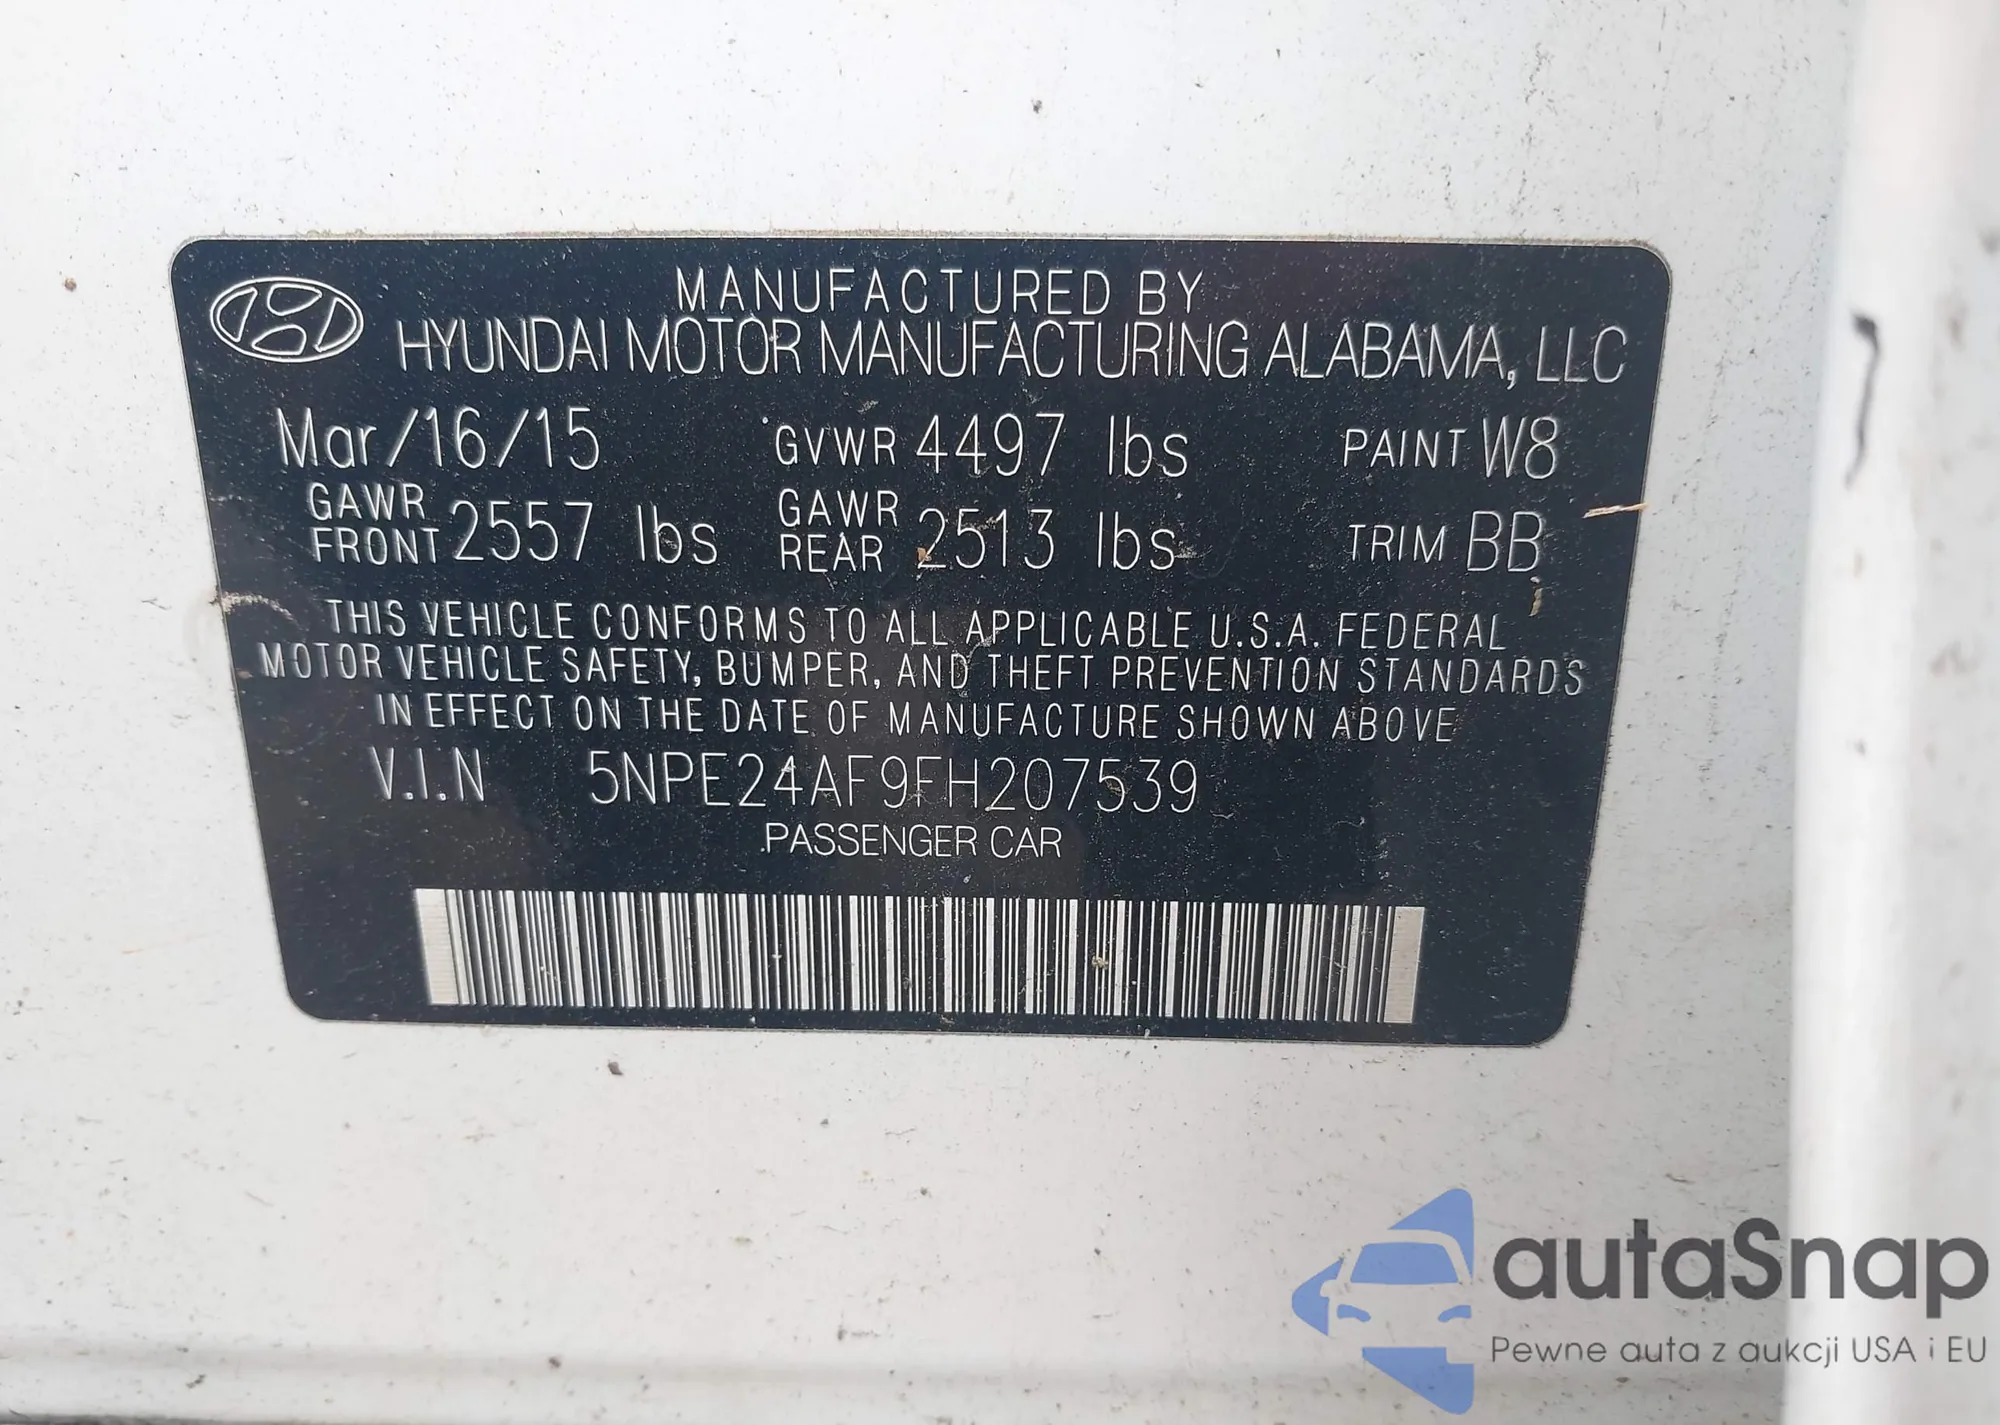 MANUFACTURED BY
HYUNDAI MOTOR MANUFACTURING ALABAMA, LLC
Mar/16/15 GVWR 4497 lbs PAINT W8
GAWR FRONT 2557 lbs GAWR REAR 2513 lbs TRIM BB
THIS VEHICLE CONFORMS TO ALL APPLICABLE U.S.A. FEDERAL
MOTOR VEHICLE SAFETY, BUMPER, AND THEFT PREVENTION STANDARDS
IN EFFECT ON THE DATE OF MANUFACTURE SHOWN ABOVE
V.I.N 5NPE24AF9FH207539
PASSENGER CAR
autaSnap
Pewne auta z aukcji USA i EU